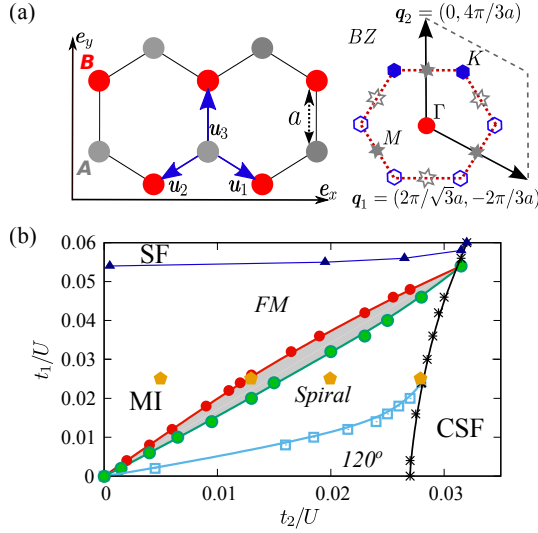 (a)
e_y
B
A
u_3
u_2
u_1
a
e_x
q_2 = (0, 4π/3a)
BZ
K
Γ
M
q_1 = (2π/√3a, -2π/3a)
(b)
0.06
0.05
0.04
0.03
0.02
0.01
0
t_1/U
SF
FM
MI
Spiral
CSF
120°
0
0.01
0.02
0.03
t_2/U